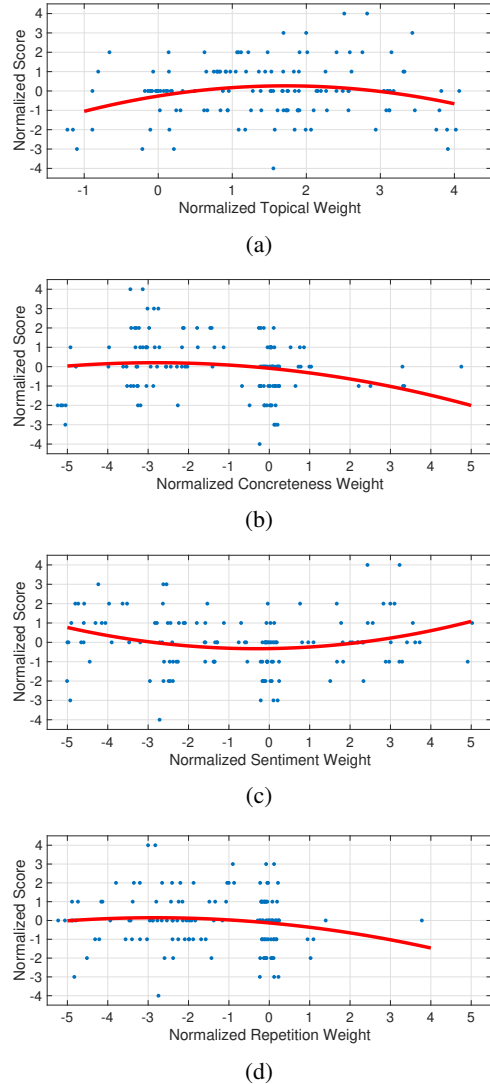 4
3
2
1
0
-1
-2
-3
-4
Normalized Score
-1 0 1 2 3 4
Normalized Topical Weight
(a)
4
3
2
1
0
-1
-2
-3
-4
Normalized Score
-5 -4 -3 -2 -1 0 1 2 3 4 5
Normalized Concreteness Weight
(b)
4
3
2
1
0
-1
-2
-3
-4
Normalized Score
-5 -4 -3 -2 -1 0 1 2 3 4 5
Normalized Sentiment Weight
(c)
4
3
2
1
0
-1
-2
-3
-4
Normalized Score
-5 -4 -3 -2 -1 0 1 2 3 4 5
Normalized Repetition Weight
(d)